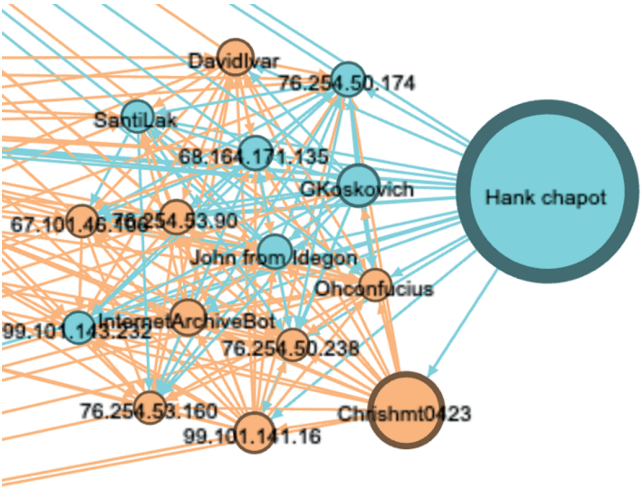 DavidIvar
76.254.50.174
SantiLak
68.164.171.135
GKoskovich
Hank chapot
67.101.46.106
76.254.53.90
John from Idegon
Ohconfucius
99.101.143.232
InternetArchiveBot
76.254.50.238
76.254.53.160
Chrishmt0423
99.101.141.16